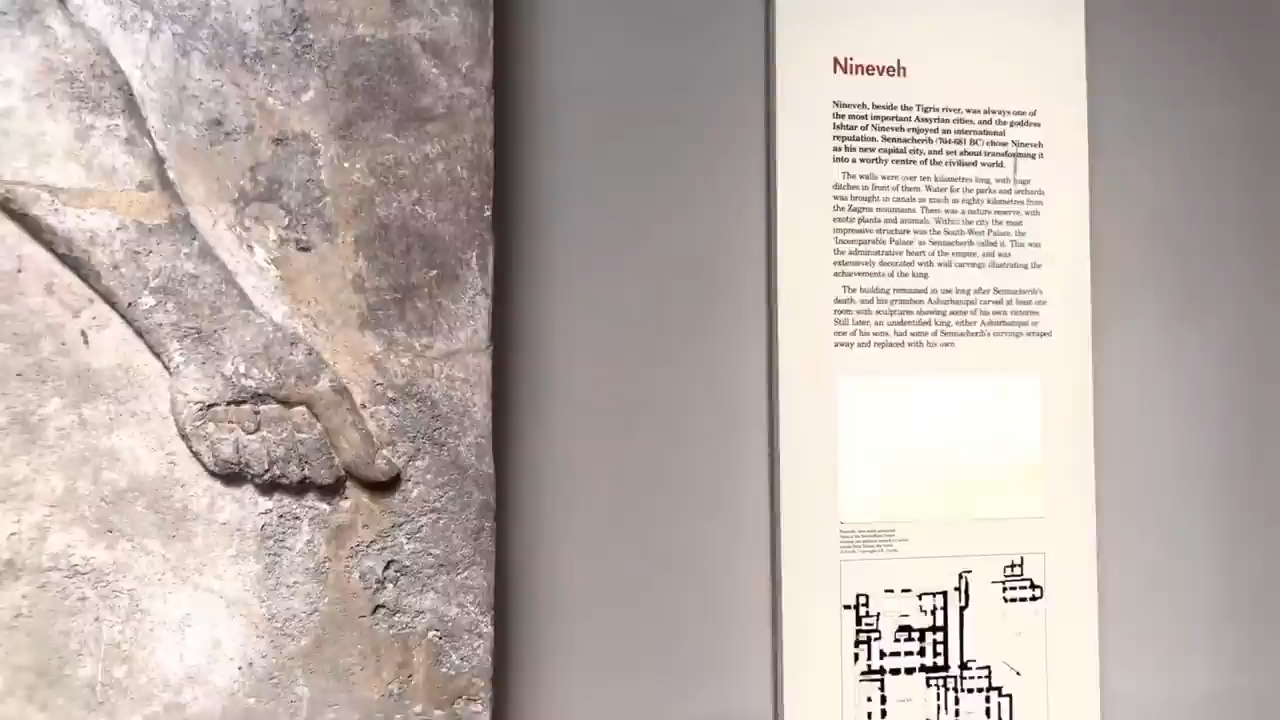 Nineveh
Nineveh, beside the Tigris river, was always one of
the most important Assyrian cities, and the goddess
Ishtar of Nineveh enjoyed an international
reputation. Sennacherib (704-681 BC) chose Nineveh
as his new capital city, and set about transforming it
into a worthy centre of the civilised world.
The walls were over ten kilometres long, with huge
ditches in front of them. Water for the parks and orchards
was brought in canals as much as eighty kilometres from
the Zagros mountains. There was a nature reserve, with
exotic plants and animals. Within the city the most
impressive structure was the South-West Palace, the
'Incomparable Palace' as Sennacherib called it. This was
the administrative heart of the empire, and was
extensively decorated with wall carvings illustrating the
achievements of the king.
The building remained in use long after Sennacherib's
death, and his grandson Ashurbanipal carved at least one
room with sculptures showing some of his own victories.
Still later, an unidentified king, either Ashurbanipal or
one of his sons, had some of Sennacherib's carvings scraped
away and replaced with his own